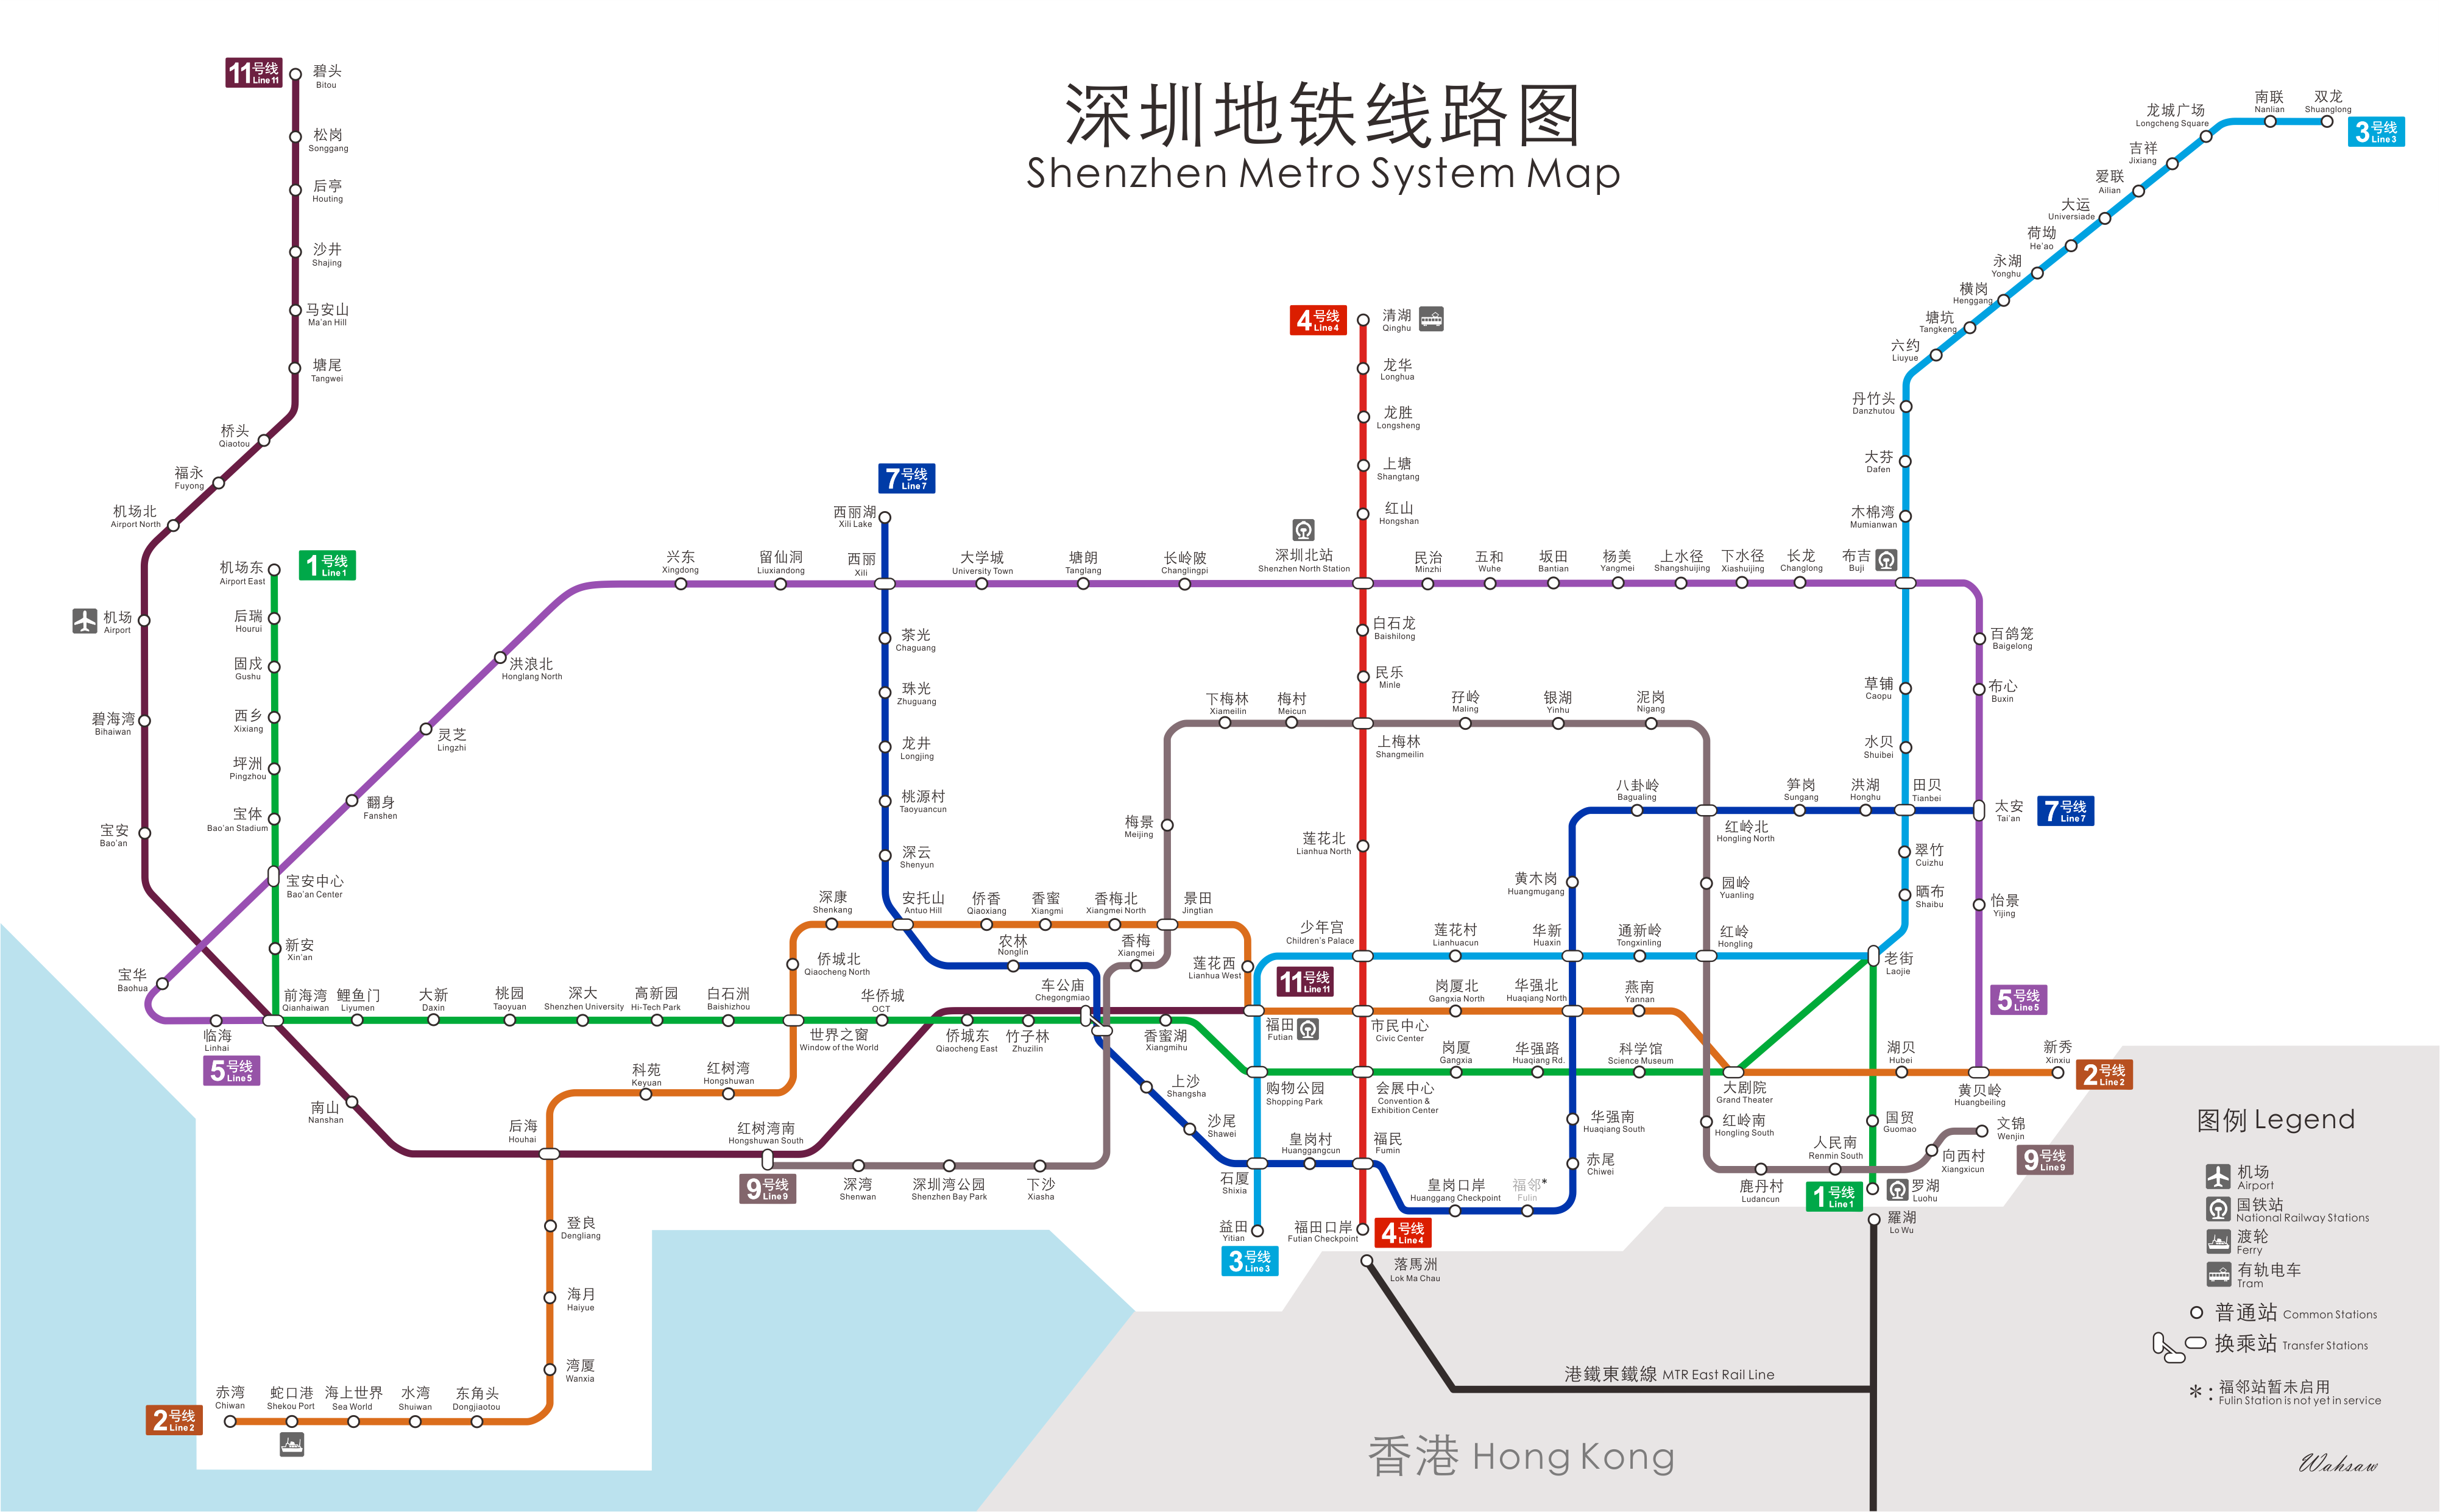 深圳地铁线路图
Shenzhen Metro System Map
11号线
Line 11
碧头
Bitou
松岗
Songgang
后亭
Houting
沙井
Shajing
马安山
Ma'an Hill
塘尾
Tangwei
桥头
Qiaotou
福永
Fuyong
机场北
Airport North
机场
Airport
碧海湾
Bihaiwan
宝安
Bao'an
1号线
Line 1
机场东
Airport East
后瑞
Hourui
固戍
Gushu
西乡
Xixiang
坪洲
Pingzhou
宝体
Bao'an Stadium
宝安中心
Bao'an Center
新安
Xin'an
宝华
Baohua
临海
Linhai
5号线
Line 5
前海湾
Qianhaiwan
鲤鱼门
Liyumen
大新
Daxin
桃园
Taoyuan
深大
Shenzhen University
高新园
Hi-Tech Park
白石洲
Baishizhou
世界之窗
Window of the World
华侨城
OCT
侨城东
Qiaocheng East
竹子林
Zhuzilin
车公庙
Chegongmiao
香蜜湖
Xiangmihu
翻身
Fanshen
灵芝
Lingzhi
洪浪北
Honglang North
兴东
Xingdong
留仙洞
Liuxiandong
西丽
Xili
大学城
University Town
塘朗
Tanglang
长岭陂
Changlingpi
深圳北站
Shenzhen North Station
民治
Minzhi
五和
Wuhe
坂田
Bantian
杨美
Yangmei
上水径
Shangshuijing
下水径
Xiashuijing
长龙
Changlong
布吉
Buji
百鸽笼
Baigelong
布心
Buxin
太安
Tai'an
7号线
Line 7
怡景
Yijing
5号线
Line 5
黄贝岭
Huangbeiling
7号线
Line 7
西丽湖
Xili Lake
茶光
Chaguang
珠光
Zhuguang
龙井
Longjing
桃源村
Taoyuancun
深云
Shenyun
深康
Shenkang
安托山
Antuo Hill
侨香
Qiaoxiang
香蜜
Xiangmi
香梅北
Xiangmei North
景田
Jingtian
侨城北
Qiaocheng North
农林
Nonglin
香梅
Xiangmei
莲花西
Lianhua West
梅景
Meijing
下梅林
Xiameilin
梅村
Meicun
上梅林
Shangmeilin
孖岭
Maling
银湖
Yinhu
泥岗
Nigang
4号线
Line 4
清湖
Qinghu
龙华
Longhua
龙胜
Longsheng
上塘
Shangtang
红山
Hongshan
白石龙
Baishilong
民乐
Minle
莲花北
Lianhua North
少年宫
Children's Palace
莲花村
Lianhuacun
华新
Huaxin
通新岭
Tongxinling
红岭
Hongling
老街
Laojie
11号线
Line 11
福田
Futian
市民中心
Civic Center
岗厦北
Gangxia North
华强北
Huaqiang North
燕南
Yannan
购物公园
Shopping Park
会展中心
Convention &
Exhibition Center
岗厦
Gangxia
华强路
Huaqiang Rd.
科学馆
Science Museum
大剧院
Grand Theater
湖贝
Hubei
新秀
Xinxiu
2号线
Line 2
八卦岭
Bagualing
红岭北
Hongling North
笋岗
Sungang
洪湖
Honghu
田贝
Tianbei
黄木岗
Huangmugang
园岭
Yuanling
翠竹
Cuizhu
晒布
Shaibu
水贝
Shuibei
草铺
Caopu
木棉湾
Mumianwan
大芬
Dafen
丹竹头
Danzhutou
六约
Liuyue
塘坑
Tangkeng
横岗
Henggang
永湖
Yonghu
荷坳
He'ao
大运
Universiade
爱联
Ailian
吉祥
Jixiang
龙城广场
Longcheng Square
南联
Nanlian
双龙
Shuanglong
3号线
Line 3
南山
Nanshan
后海
Houhai
科苑
Keyuan
红树湾
Hongshuwan
红树湾南
Hongshuwan South
9号线
Line 9
深湾
Shenwan
深圳湾公园
Shenzhen Bay Park
下沙
Xiasha
上沙
Shangsha
沙尾
Shawei
石厦
Shixia
皇岗村
Huanggangcun
福民
Fumin
皇岗口岸
Huanggang Checkpoint
福邻*
Fulin
赤尾
Chiwei
华强南
Huaqiang South
益田
Yitian
3号线
Line 3
福田口岸
Futian Checkpoint
4号线
Line 4
红岭南
Hongling South
鹿丹村
Ludancun
人民南
Renmin South
向西村
Xiangxicun
文锦
Wenjin
9号线
Line 9
国贸
Guomao
1号线
Line 1
罗湖
Luohu
羅湖
Lo Wu
落馬洲
Lok Ma Chau
港鐵東鐵線 MTR East Rail Line
香港 Hong Kong
登良
Dengliang
海月
Haiyue
湾厦
Wanxia
东角头
Dongjiaotou
水湾
Shuiwan
海上世界
Sea World
蛇口港
Shekou Port
赤湾
Chiwan
2号线
Line 2
图例 Legend
机场
Airport
国铁站
National Railway Stations
渡轮
Ferry
有轨电车
Tram
普通站 Common Stations
换乘站 Transfer Stations
*：福邻站暂未启用
Fulin Station is not yet in service
Wahsaw